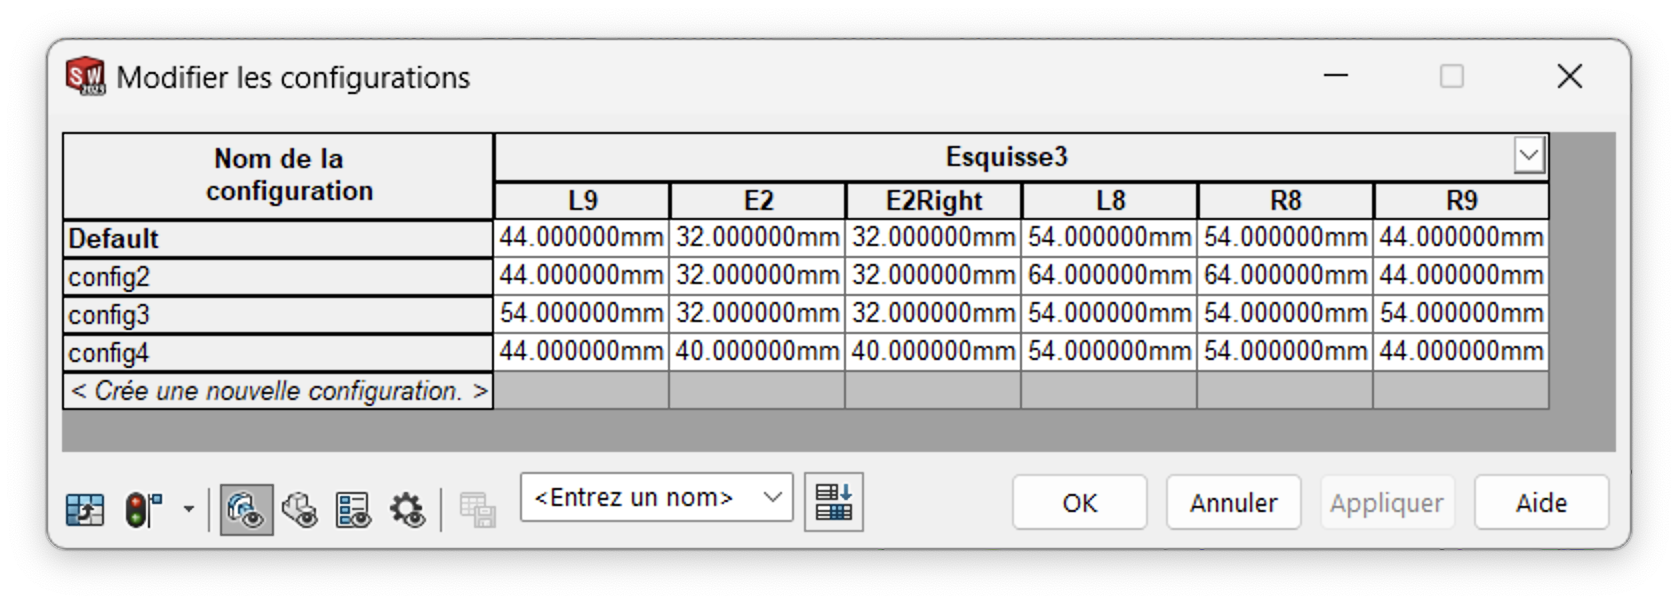 Modifier les configurations
Nom de la
configuration
Esquisse3
L9 E2 E2Right L8 R8 R9
Default 44.000000mm 32.000000mm 32.000000mm 54.000000mm 54.000000mm 44.000000mm
config2 44.000000mm 32.000000mm 32.000000mm 64.000000mm 64.000000mm 44.000000mm
config3 54.000000mm 32.000000mm 32.000000mm 54.000000mm 54.000000mm 54.000000mm
config4 44.000000mm 40.000000mm 40.000000mm 54.000000mm 54.000000mm 44.000000mm
< Crée une nouvelle configuration. >
<Entrez un nom> OK Annuler Appliquer Aide